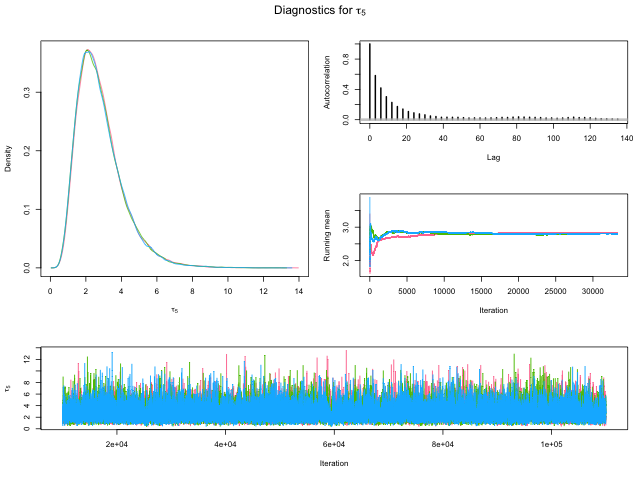 Diagnostics for τ5
Density
0.0
0.1
0.2
0.3
0 2 4 6 8 10 12 14
τ5
Autocorrelation
0.0
0.4
0.8
0 20 40 60 80 100 120 140
Lag
Running mean
2.0
3.0
0 5000 10000 15000 20000 25000 30000
Iteration
τ5
0 2 4 6 8 12
2e+04 4e+04 6e+04 8e+04 1e+05
Iteration